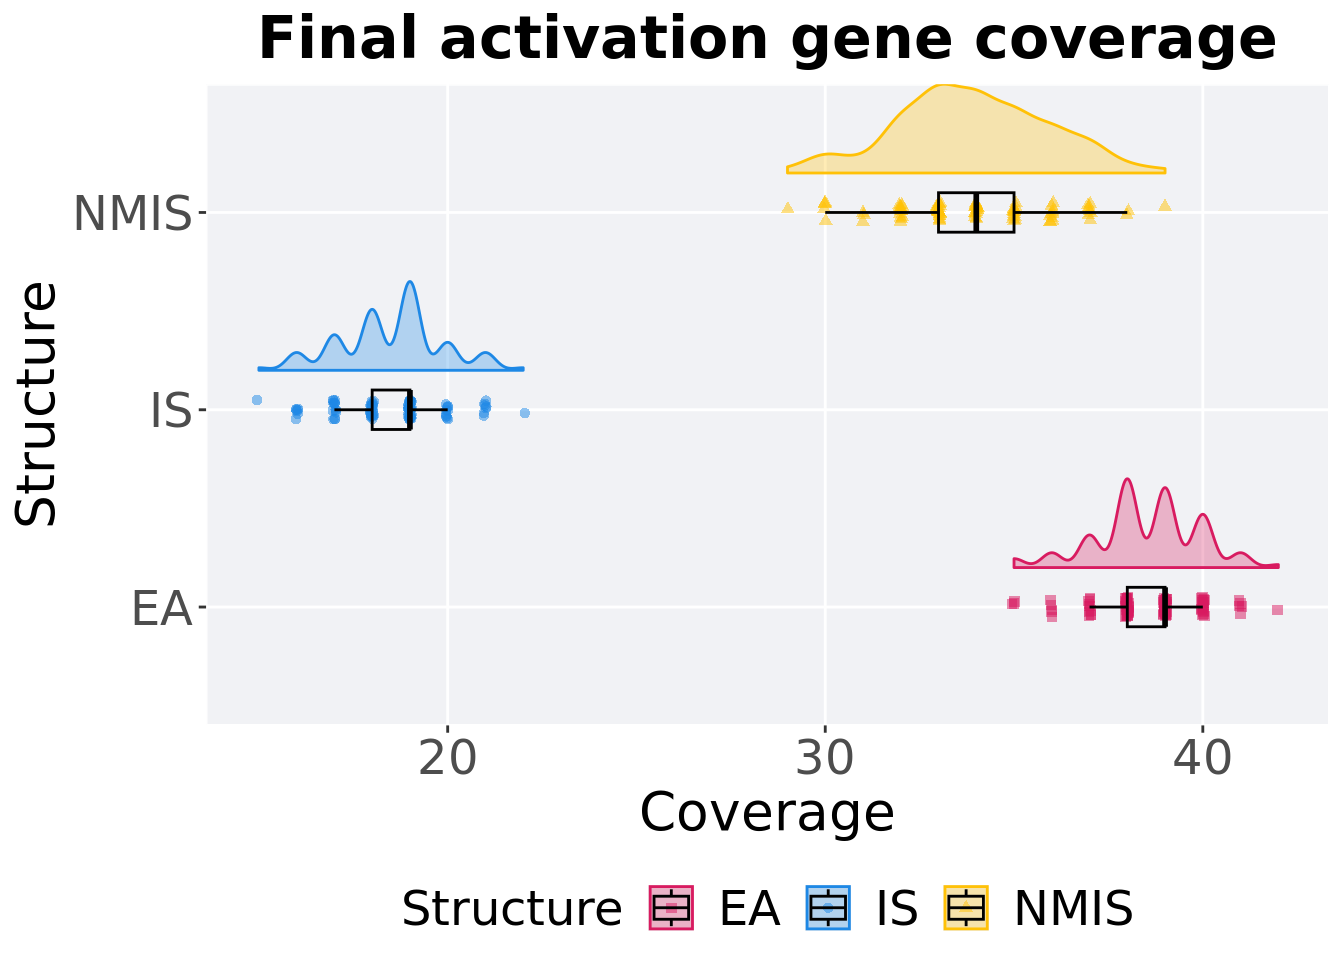 Final activation gene coverage
Structure
NMIS
IS
EA
20 30 40
Coverage
Structure EA IS NMIS